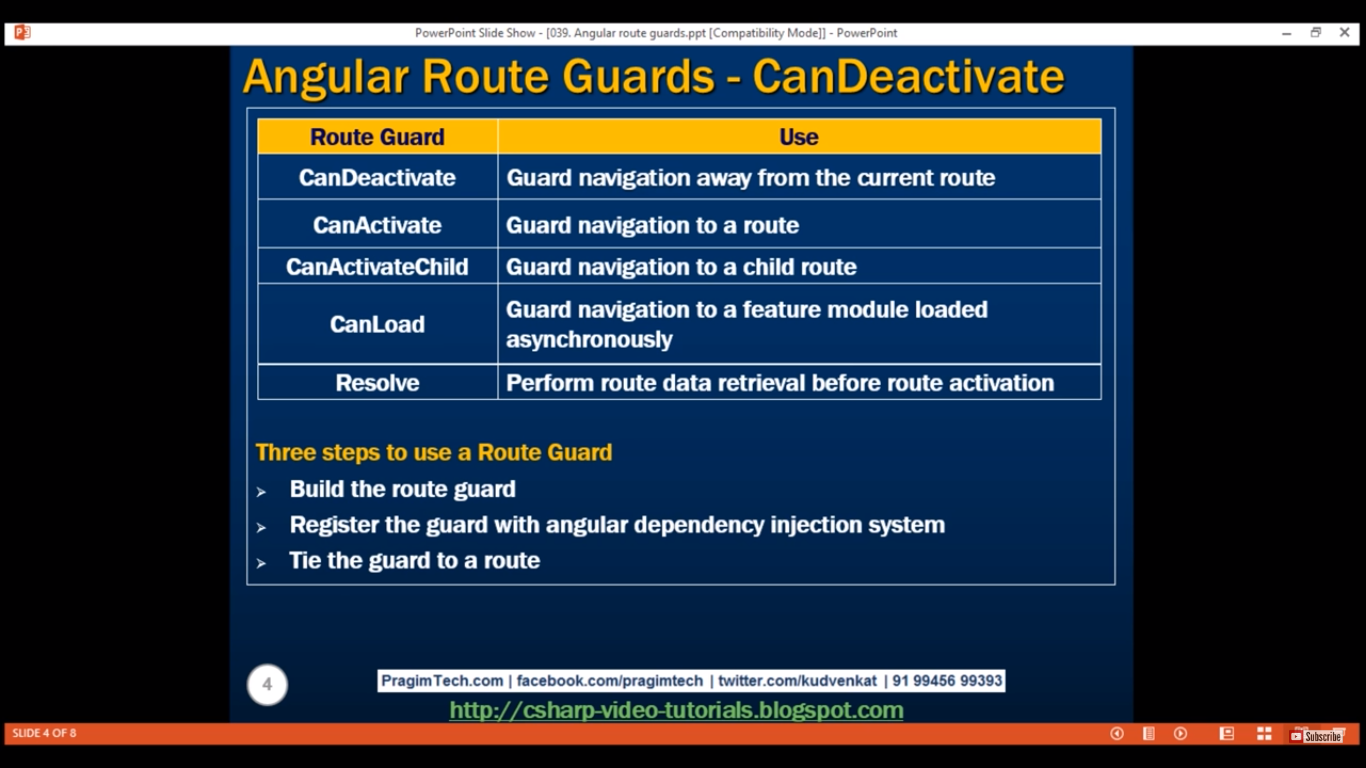 PowerPoint Slide Show - [039. Angular route guards.ppt [Compatibility Mode]] - PowerPoint
Angular Route Guards - CanDeactivate
Route Guard Use
CanDeactivate Guard navigation away from the current route
CanActivate Guard navigation to a route
CanActivateChild Guard navigation to a child route
CanLoad Guard navigation to a feature module loaded
asynchronously
Resolve Perform route data retrieval before route activation
Three steps to use a Route Guard
Build the route guard
Register the guard with angular dependency injection system
Tie the guard to a route
4
PragimTech.com | facebook.com/pragimtech | twitter.com/kudvenkat | 91 99456 99393
http://csharp-video-tutorials.blogspot.com
SLIDE 4 OF 8
Subscribe